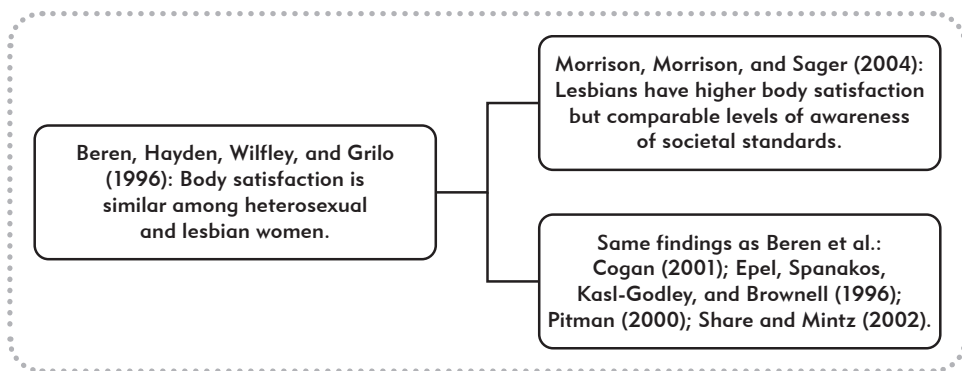 Beren, Hayden, Wilfley, and Grilo
(1996): Body satisfaction is
similar among heterosexual
and lesbian women.
Morrison, Morrison, and Sager (2004):
Lesbians have higher body satisfaction
but comparable levels of awareness
of societal standards.
Same findings as Beren et al.:
Cogan (2001); Epel, Spanakos,
Kasl-Godley, and Brownell (1996);
Pitman (2000); Share and Mintz (2002).